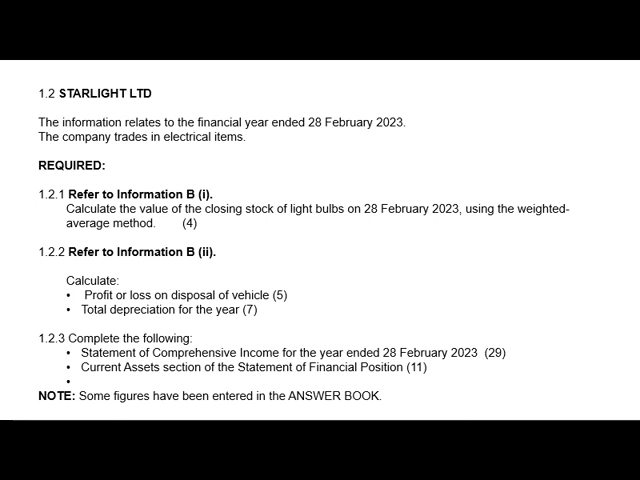 1.2 STARLIGHT LTD
The information relates to the financial year ended 28 February 2023.
The company trades in electrical items.
REQUIRED:
1.2.1 Refer to Information B (i).
Calculate the value of the closing stock of light bulbs on 28 February 2023, using the weighted-
average method. (4)
1.2.2 Refer to Information B (ii).
Calculate:
• Profit or loss on disposal of vehicle (5)
• Total depreciation for the year (7)
1.2.3 Complete the following:
• Statement of Comprehensive Income for the year ended 28 February 2023 (29)
• Current Assets section of the Statement of Financial Position (11)
•
NOTE: Some figures have been entered in the ANSWER BOOK.